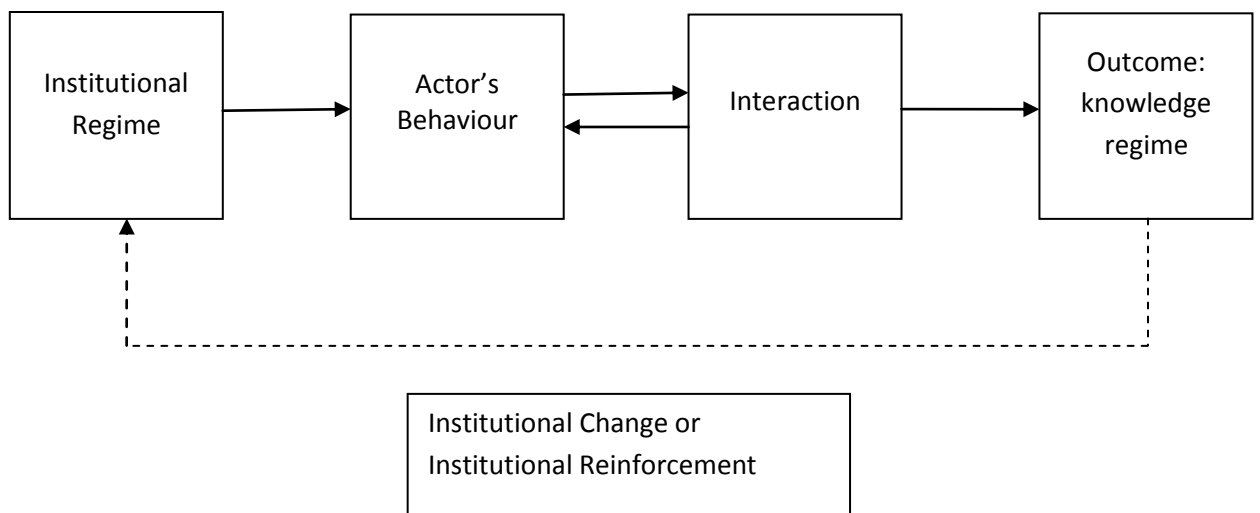 Institutional
Regime
Actor’s
Behaviour
Interaction
Outcome:
knowledge
regime
Institutional Change or
Institutional Reinforcement